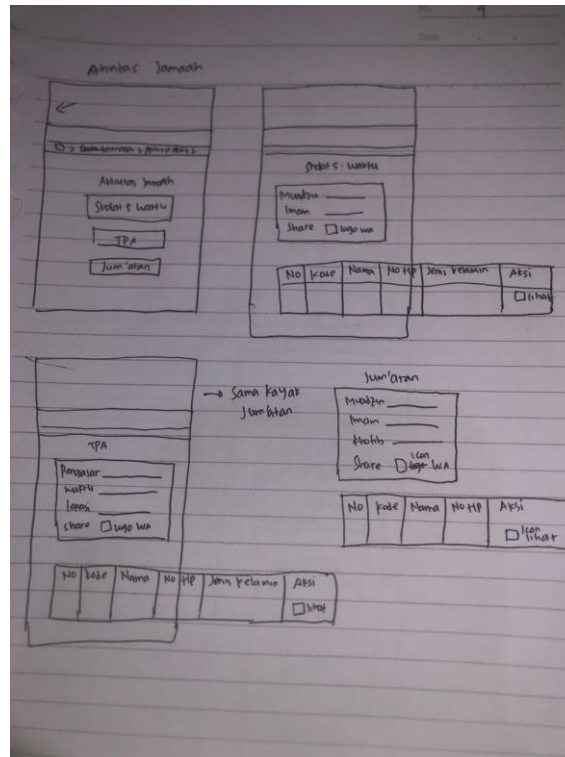 No. 9
Date
Aktivitas Jamaah
Aktivitas Jamaah
Sholat 5 Waktu
TPA
Jum'atan
Sholat 5 - Waktu
Muadzin
Imam
Share Logo WA
No Kode Nama No HP Jenis Kelamin Aksi
lihat
→ Sama kayak Jum'atan
TPA
Pengajar
Waktu
Lokasi
Share Logo WA
No Kode Nama No HP Jenis Kelamin Aksi
lihat
Jum'atan
Muadzin
Imam
Khotib
Share Icon WA
No Kode Nama No HP Aksi
Icon lihat